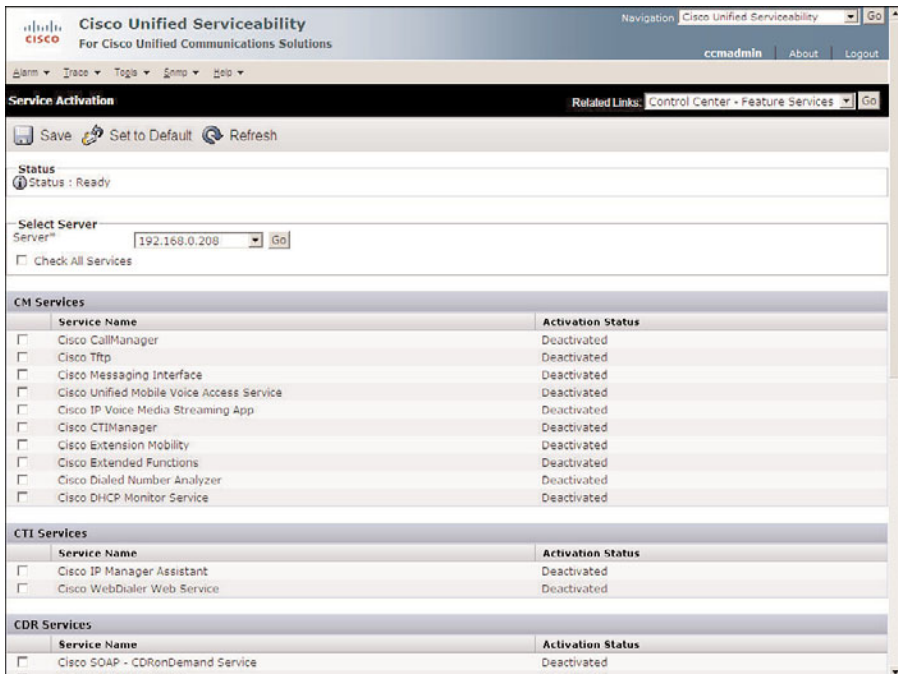 Cisco Unified Serviceability
For Cisco Unified Communications Solutions
CISCO
Navigation Cisco Unified Serviceability Go
ccmadmin About Logout
Alarm Trace Tools Snmp Help
Service Activation
Related Links: Control Center - Feature Services Go
Save Set to Default Refresh
Status
Status : Ready
Select Server
Server* 192.168.0.208 Go
Check All Services
CM Services
Service Name Activation Status
Cisco CallManager Deactivated
Cisco Tftp Deactivated
Cisco Messaging Interface Deactivated
Cisco Unified Mobile Voice Access Service Deactivated
Cisco IP Voice Media Streaming App Deactivated
Cisco CTIManager Deactivated
Cisco Extension Mobility Deactivated
Cisco Extended Functions Deactivated
Cisco Dialed Number Analyzer Deactivated
Cisco DHCP Monitor Service Deactivated
CTI Services
Service Name Activation Status
Cisco IP Manager Assistant Deactivated
Cisco WebDialer Web Service Deactivated
CDR Services
Service Name Activation Status
Cisco SOAP - CDRonDemand Service Deactivated